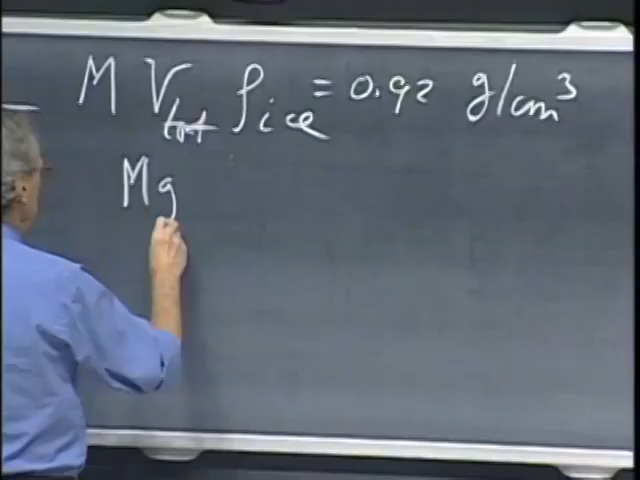 M V_tot ρ_ice = 0.92 g/cm³
Mg